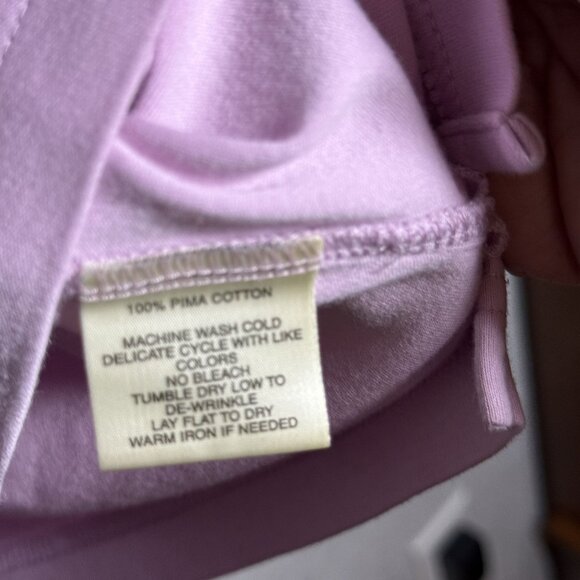 100% PIMA COTTON
MACHINE WASH COLD
DELICATE CYCLE WITH LIKE
COLORS
NO BLEACH
TUMBLE DRY LOW TO
DE-WRINKLE
LAY FLAT TO DRY
WARM IRON IF NEEDED